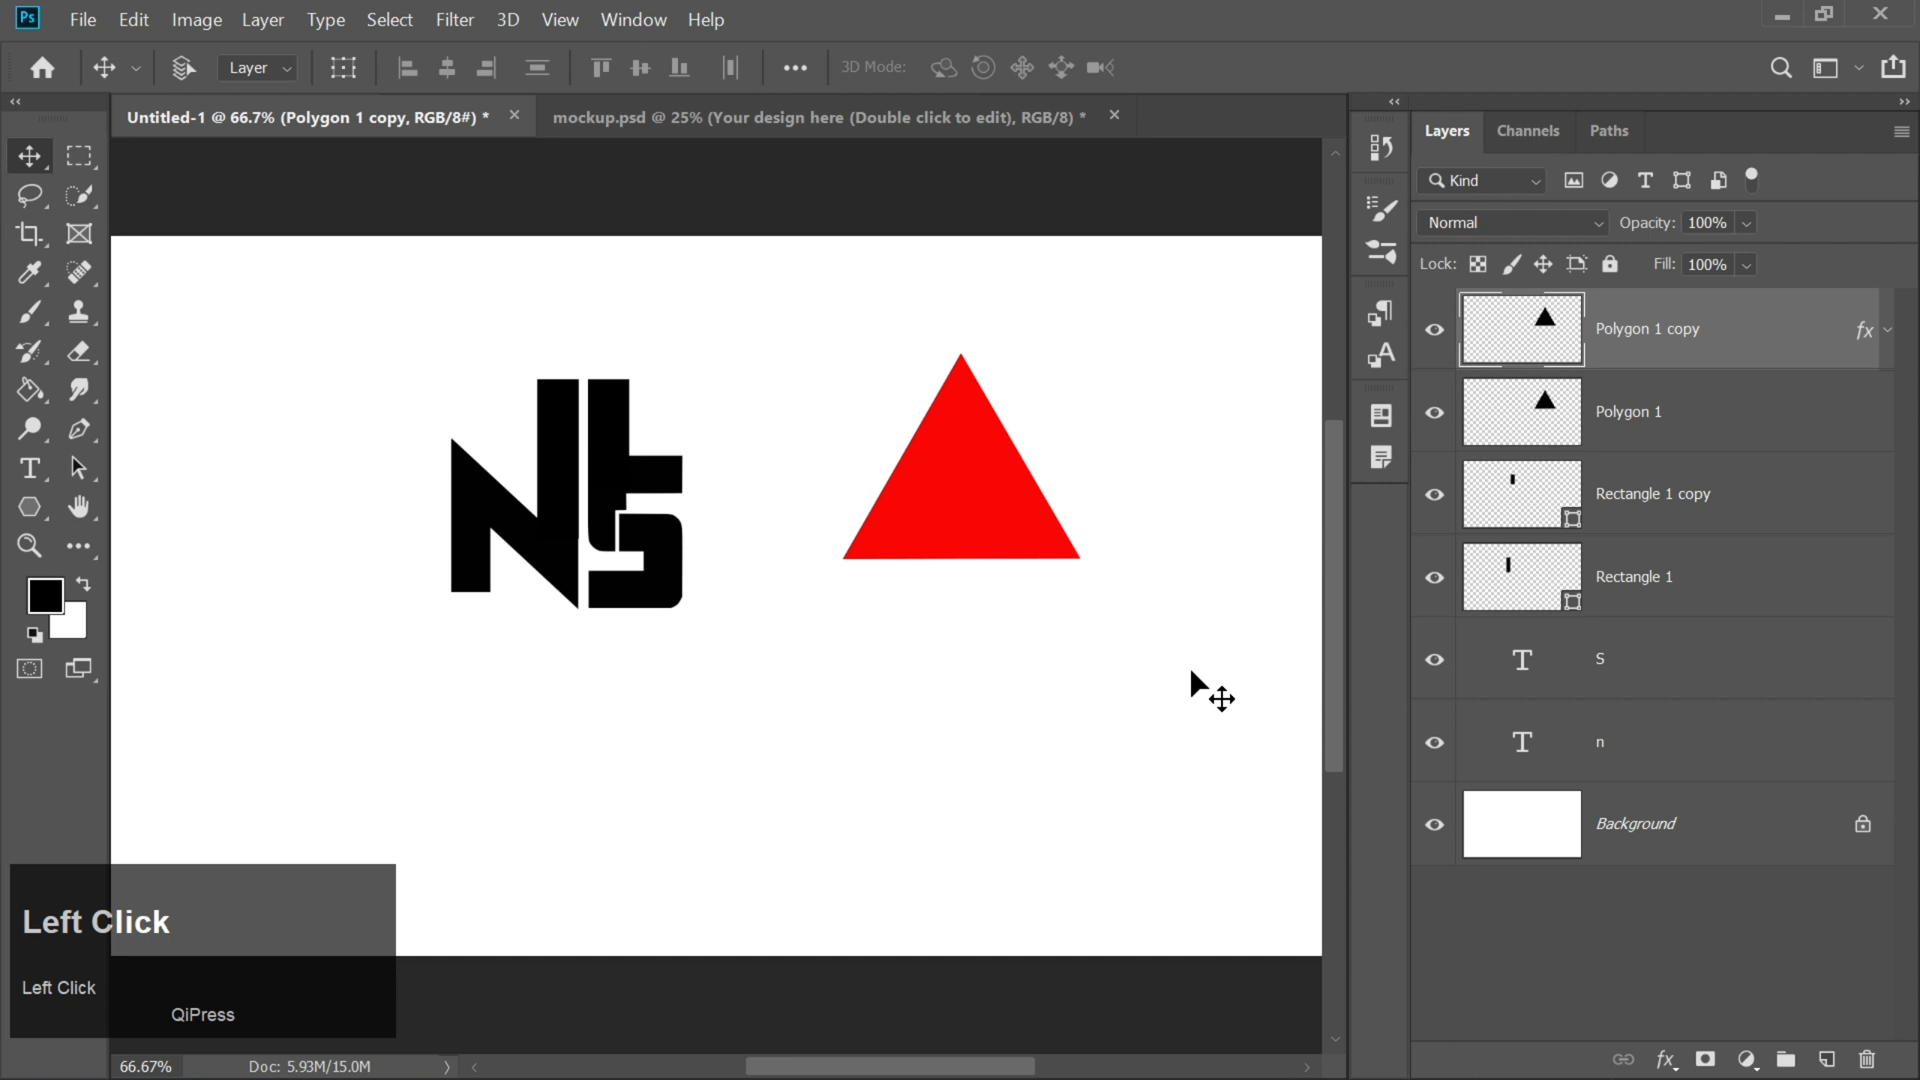 Ps File Edit Image Layer Type Select Filter 3D View Window Help
Layer 3D Mode:
Untitled-1 @ 66.7% (Polygon 1 copy, RGB/8#) *
mockup.psd @ 25% (Your design here (Double click to edit), RGB/8) *
Layers Channels Paths
Kind
Normal Opacity: 100%
Lock: Fill: 100%
Polygon 1 copy fx
Polygon 1
Rectangle 1 copy
Rectangle 1
T S
T n
Background
NtS
Left Click
Left Click
QiPress
66.67% Doc: 5.93M/15.0M
fx